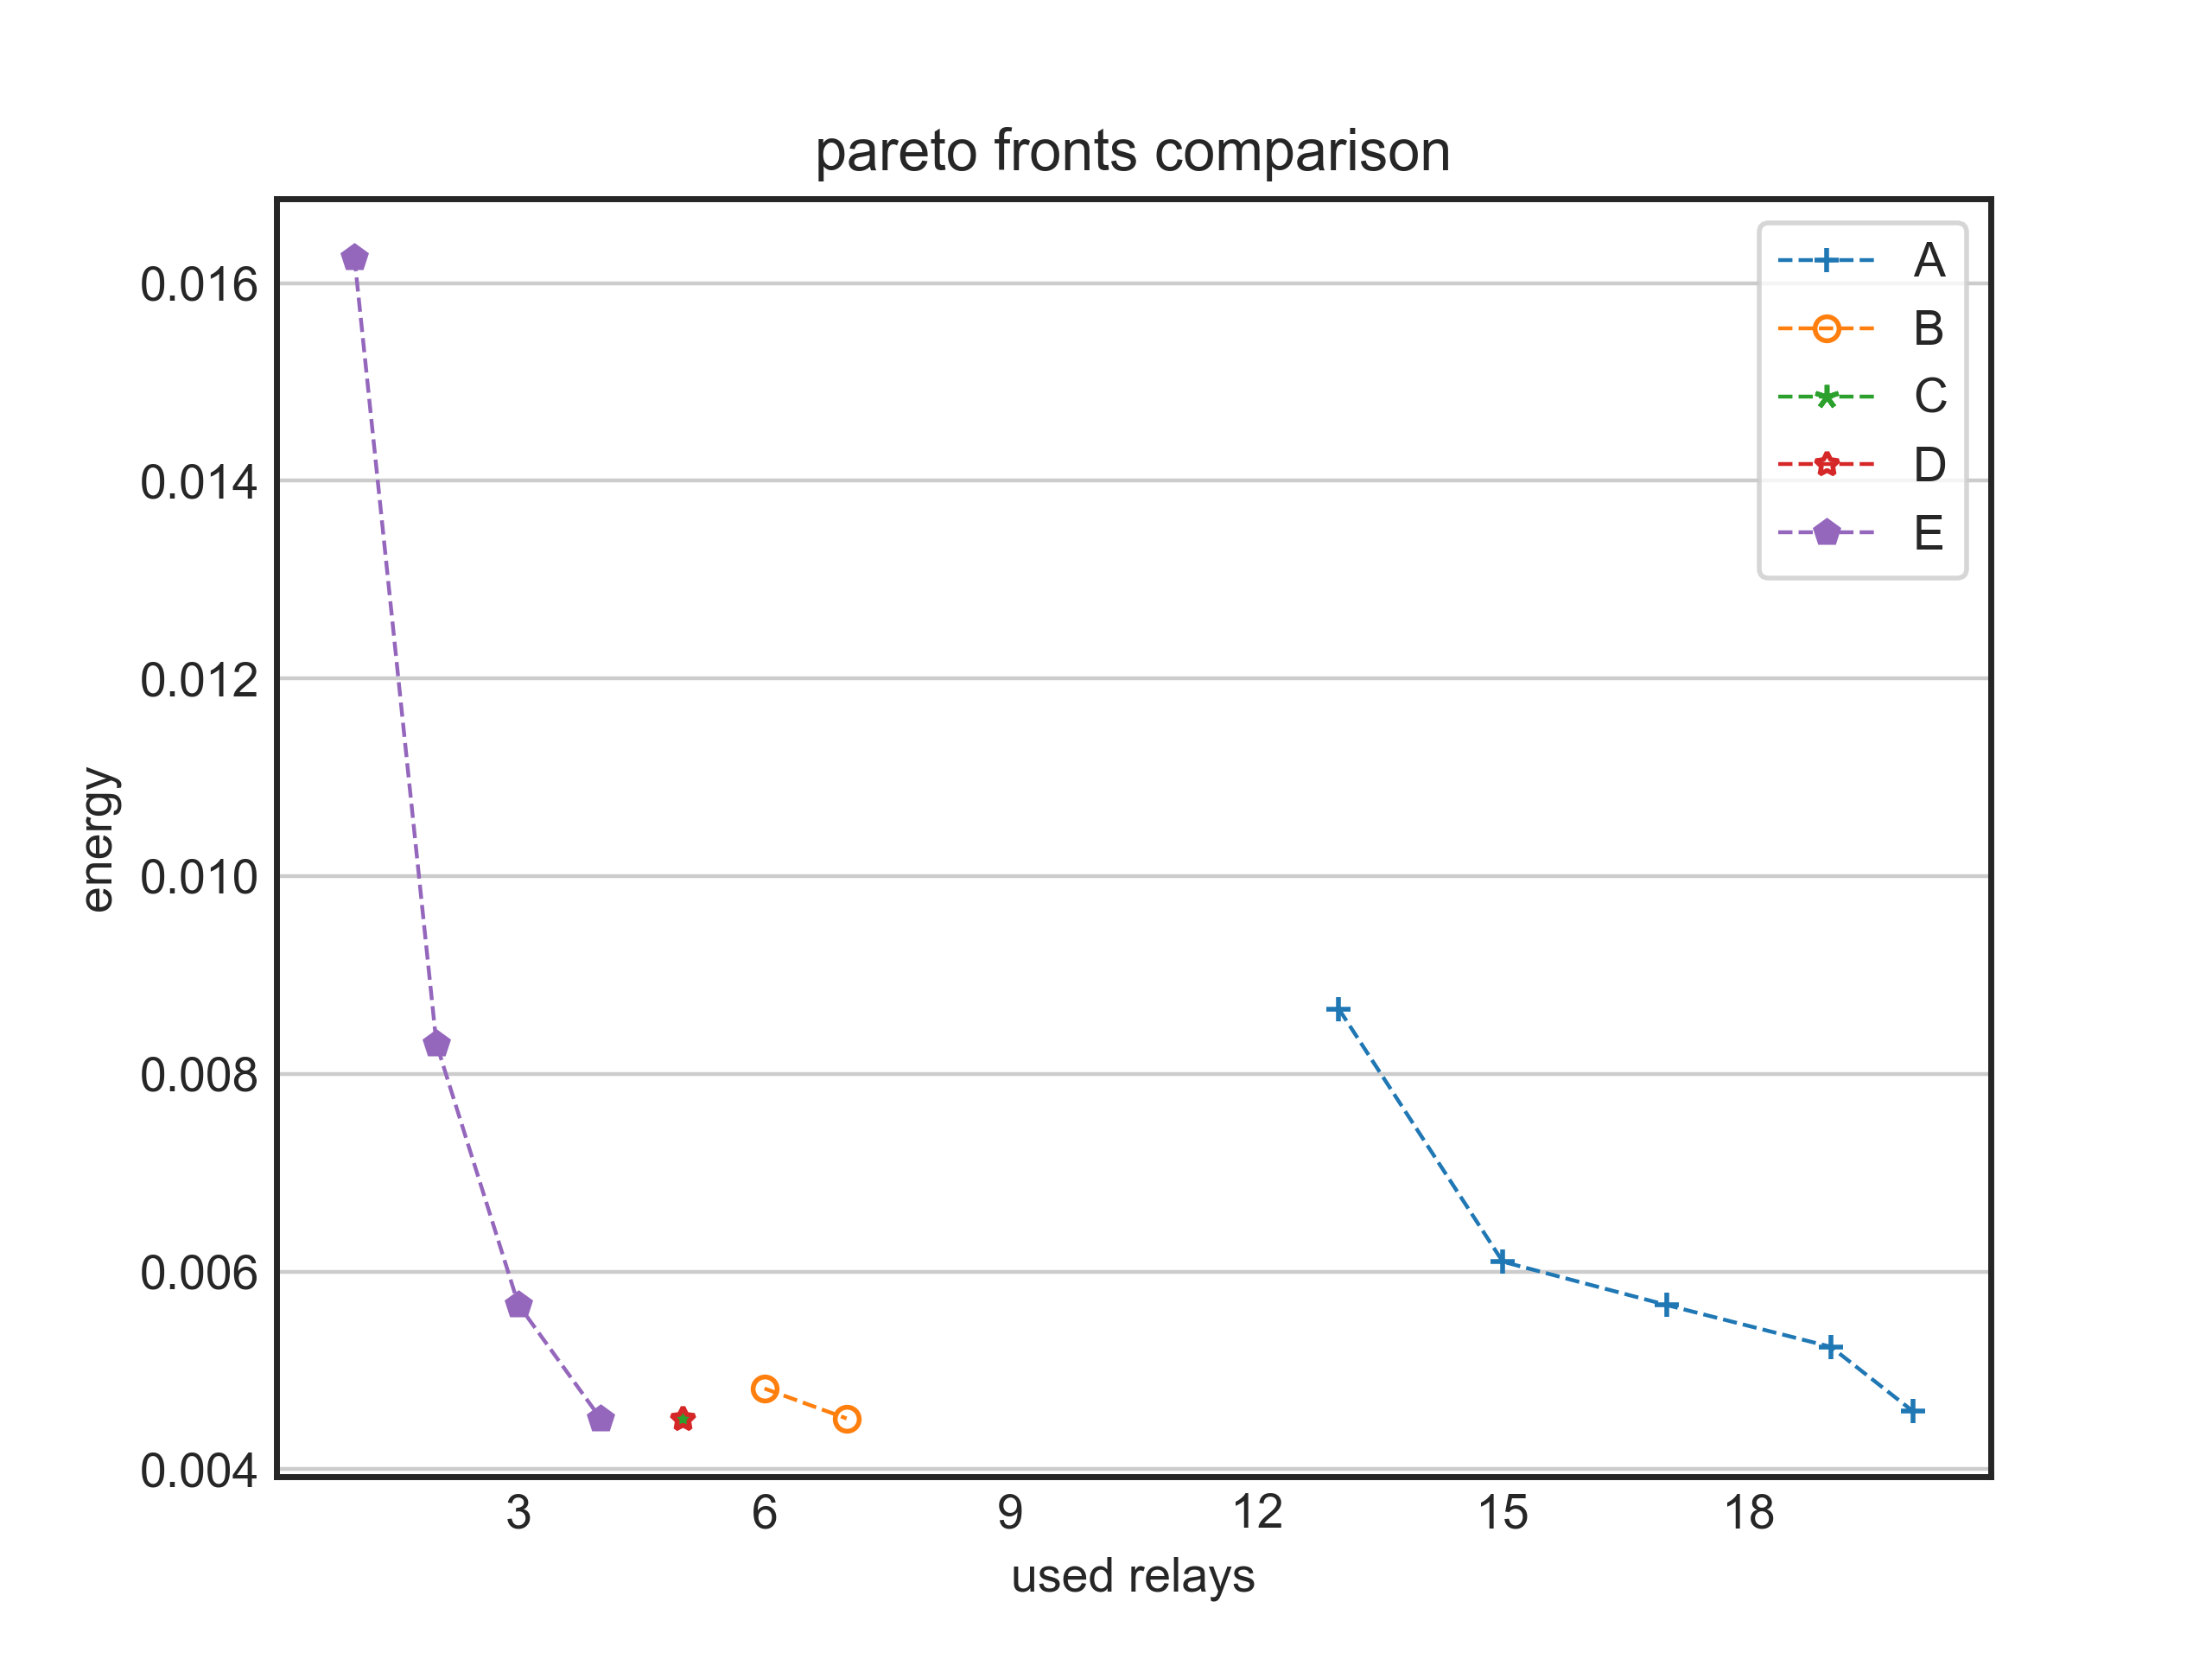 pareto fronts comparison
0.016
0.014
0.012
0.010
0.008
0.006
0.004
energy
3 6 9 12 15 18
used relays
A
B
C
D
E